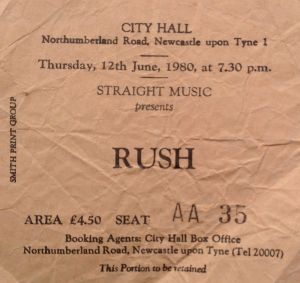 CITY HALL
Northumberland Road, Newcastle upon Tyne 1
Thursday, 12th June, 1980, at 7.30 p.m.
STRAIGHT MUSIC
presents
RUSH
AREA £4.50 SEAT AA 35
Booking Agents: City Hall Box Office
Northumberland Road, Newcastle upon Tyne (Tel 20007)
This Portion to be retained
SMITH PRINT GROUP